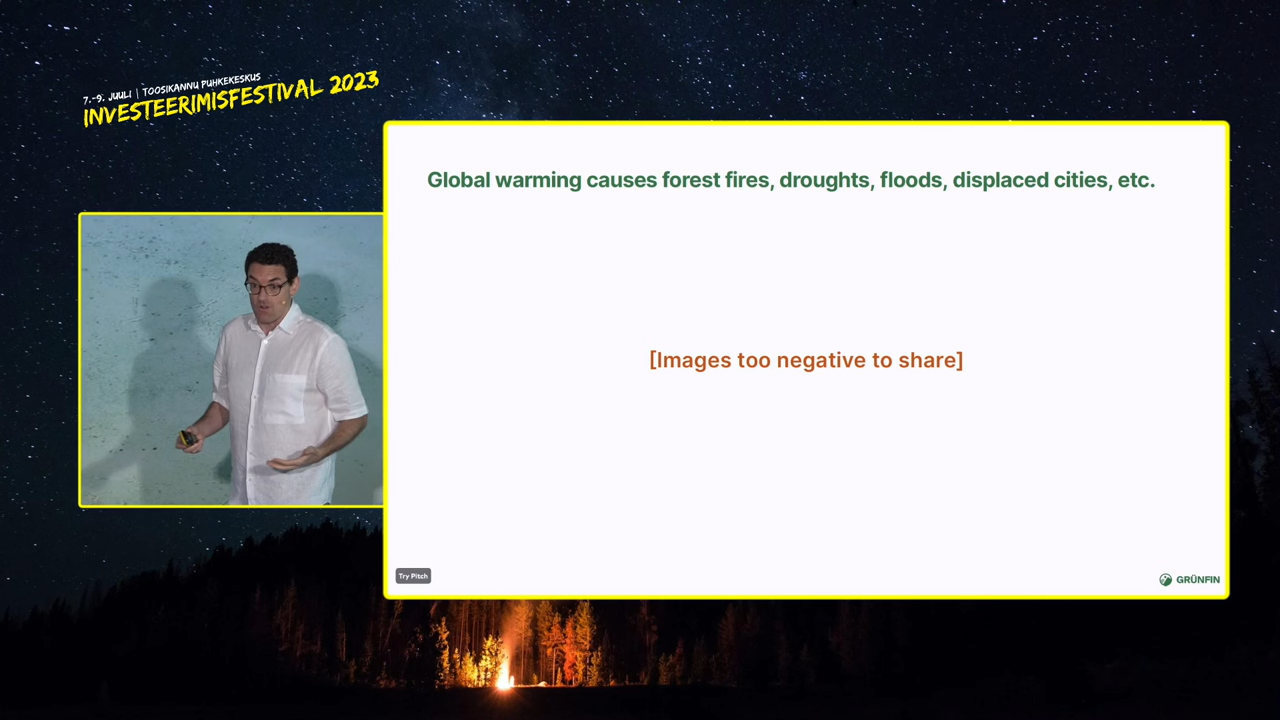 7.-9. JUULI | TOOSIKANNU PUHKEKESKUS
INVESTEERIMISFESTIVAL 2023
Global warming causes forest fires, droughts, floods, displaced cities, etc.
[Images too negative to share]
Try Pitch
GRÜNFIN